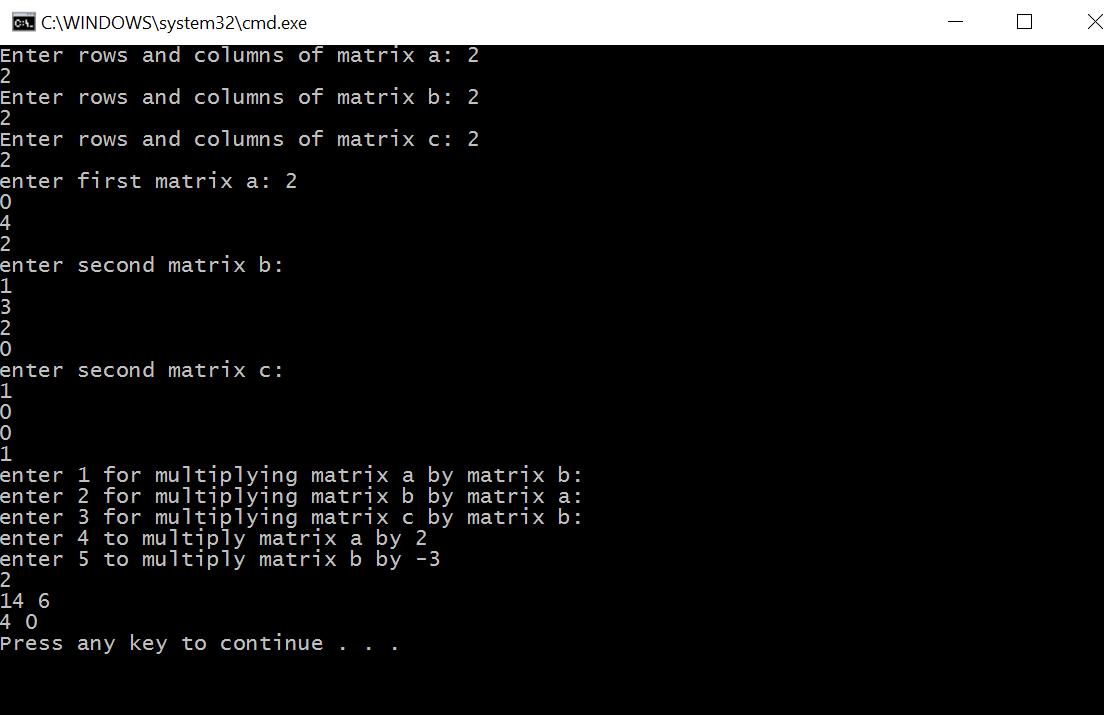 C:\WINDOWS\system32\cmd.exe
Enter rows and columns of matrix a: 2
2
Enter rows and columns of matrix b: 2
2
Enter rows and columns of matrix c: 2
2
enter first matrix a: 2
0
4
2
enter second matrix b:
1
3
2
0
enter second matrix c:
1
0
0
1
enter 1 for multiplying matrix a by matrix b:
enter 2 for multiplying matrix b by matrix a:
enter 3 for multiplying matrix c by matrix b:
enter 4 to multiply matrix a by 2
enter 5 to multiply matrix b by -3
2
14 6
4 0
Press any key to continue . . .